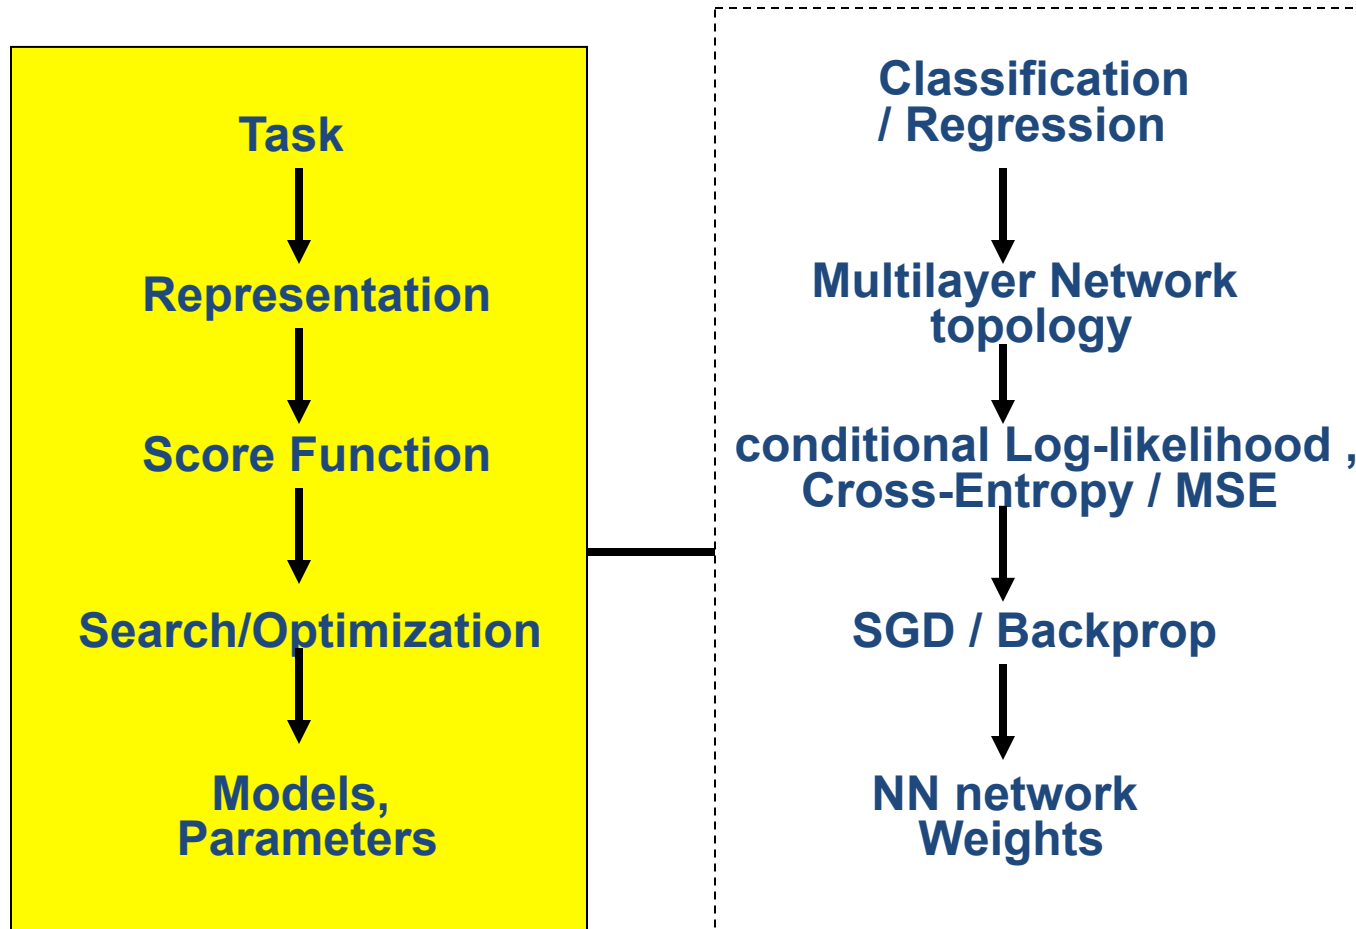 Task
Representation
Score Function
Search/Optimization
Models,
Parameters
Classification
/ Regression
Multilayer Network
topology
conditional Log-likelihood ,
Cross-Entropy / MSE
SGD / Backprop
NN network
Weights